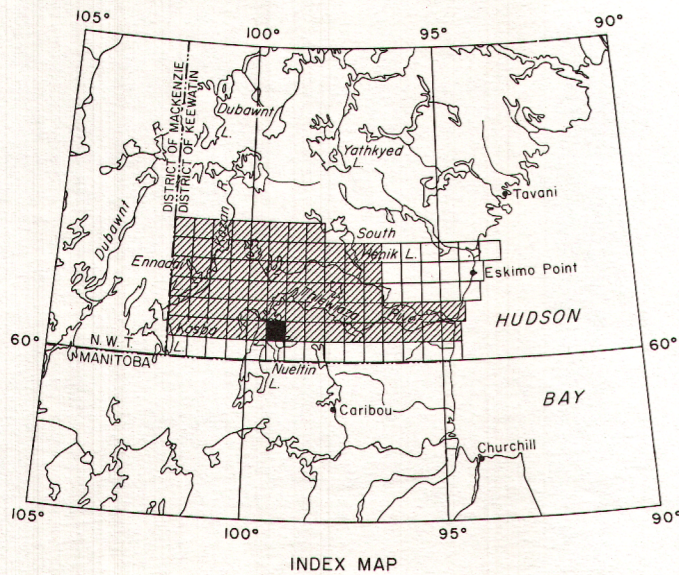 105°
100°
95°
90°
DISTRICT OF MACKENZIE
DISTRICT OF KEEWATIN
Dubawnt
L.
Yathkyed
L.
R.
Kazan R.
Tavani
Dubawnt
South
Henik L.
Ennadai
L.
Eskimo Point
River
HUDSON
Kasba
L.
60°
N.W.T.
MANITOBA
60°
Nueltin
L.
Caribou
BAY
Churchill
105°
100°
95°
90°
INDEX MAP